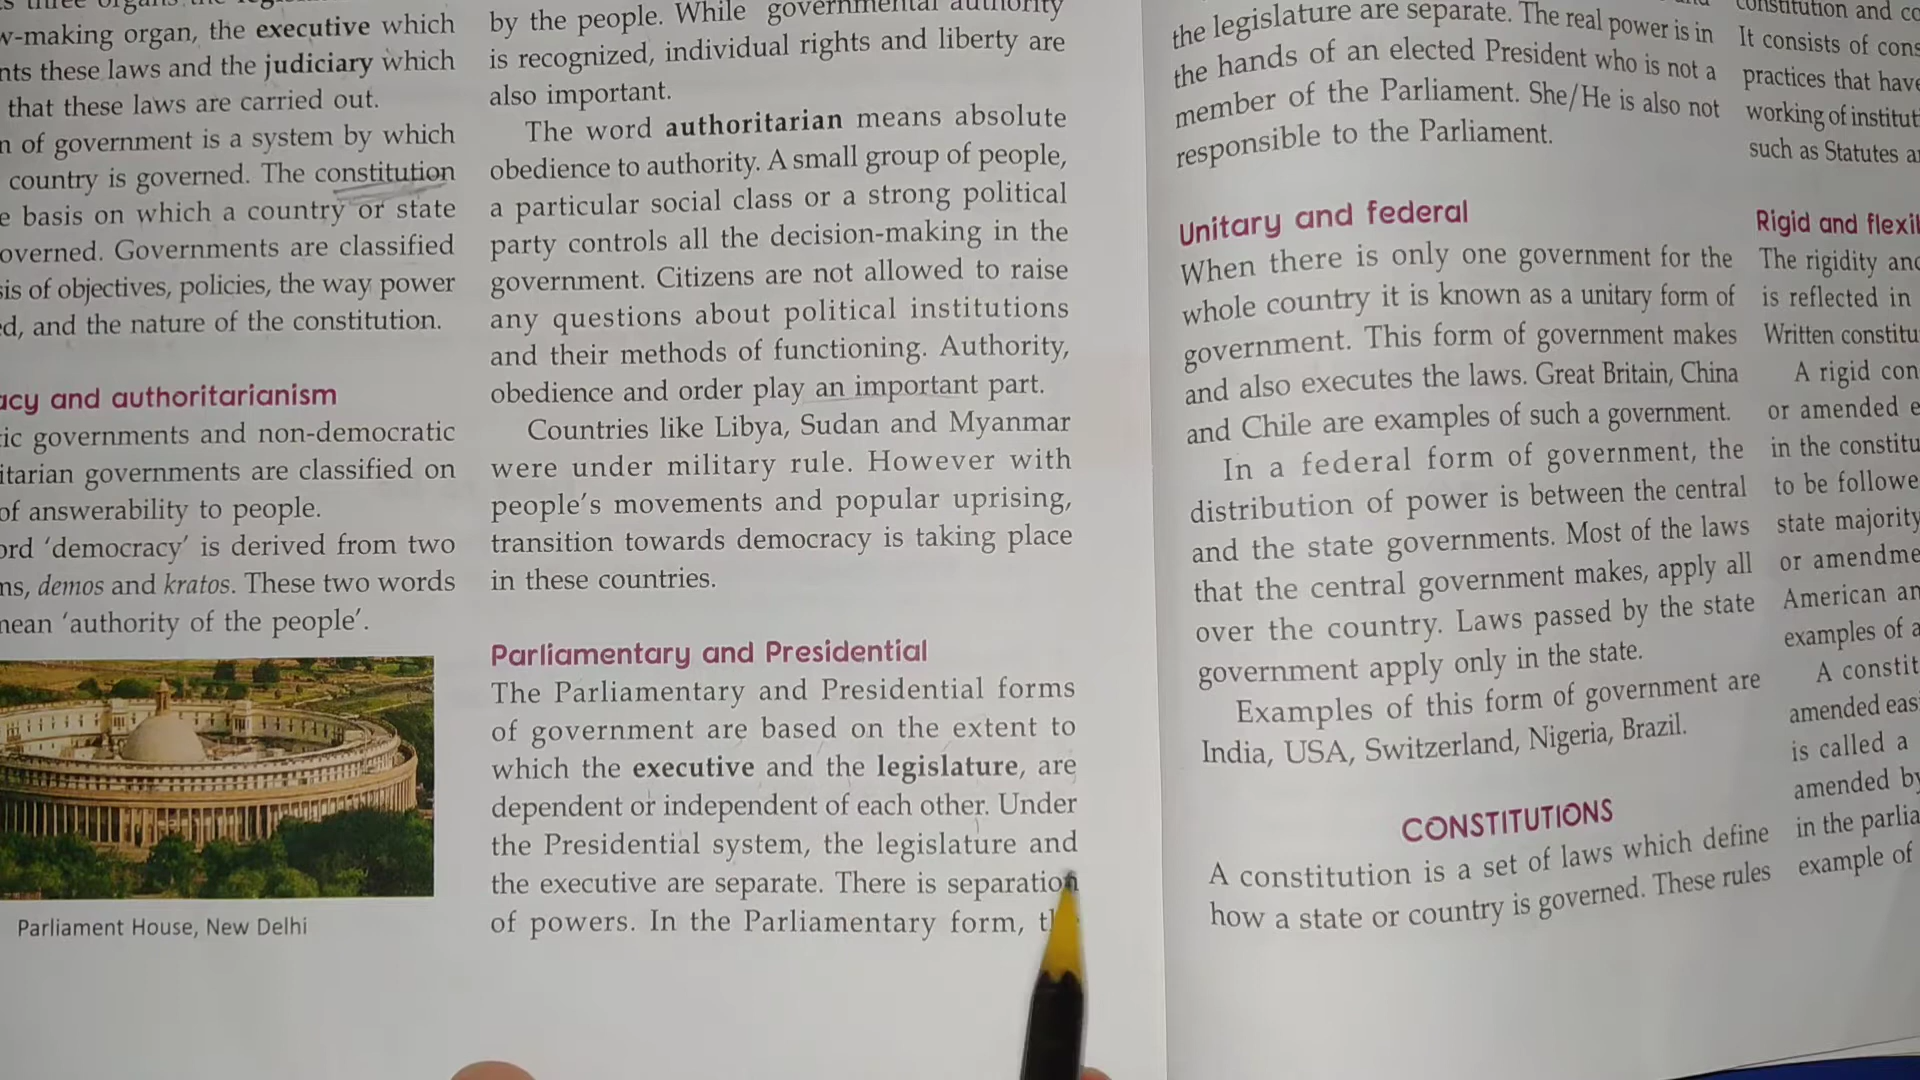 three organs the
w-making organ, the executive which
nts these laws and the judiciary which
that these laws are carried out.
n of government is a system by which
country is governed. The constitution
e basis on which a country or state
overned. Governments are classified
sis of objectives, policies, the way power
ed, and the nature of the constitution.
acy and authoritarianism
ic governments and non-democratic
itarian governments are classified on
of answerability to people.
ord ‘democracy’ is derived from two
ns, demos and kratos. These two words
mean ‘authority of the people’.
Parliament House, New Delhi
by the people. While governmental authority
is recognized, individual rights and liberty are
also important.
The word authoritarian means absolute
obedience to authority. A small group of people,
a particular social class or a strong political
party controls all the decision-making in the
government. Citizens are not allowed to raise
any questions about political institutions
and their methods of functioning. Authority,
obedience and order play an important part.
Countries like Libya, Sudan and Myanmar
were under military rule. However with
people’s movements and popular uprising,
transition towards democracy is taking place
in these countries.
Parliamentary and Presidential
The Parliamentary and Presidential forms
of government are based on the extent to
which the executive and the legislature, are
dependent or independent of each other. Under
the Presidential system, the legislature and
the executive are separate. There is separation
of powers. In the Parliamentary form,
the legislature are separate. The real power is in
the hands of an elected President who is not a
member of the Parliament. She/He is also not
responsible to the Parliament.
Unitary and federal
When there is only one government for the
whole country it is known as a unitary form of
government. This form of government makes
and also executes the laws. Great Britain, China
and Chile are examples of such a government.
In a federal form of government, the
distribution of power is between the central
and the state governments. Most of the laws
that the central government makes, apply all
over the country. Laws passed by the state
government apply only in the state.
Examples of this form of government are
India, USA, Switzerland, Nigeria, Brazil.
CONSTITUTIONS
A constitution is a set of laws which define
how a state or country is governed. These rules
constitution and co
It consists of cons
practices that have
working of institut
such as Statutes a
Rigid and flexi
The rigidity and
is reflected in
Written constitu
A rigid con
or amended e
in the constitu
to be followe
state majority
or amendme
American an
examples of a
A constit
amended eas
is called a
amended by
in the parlia
example of